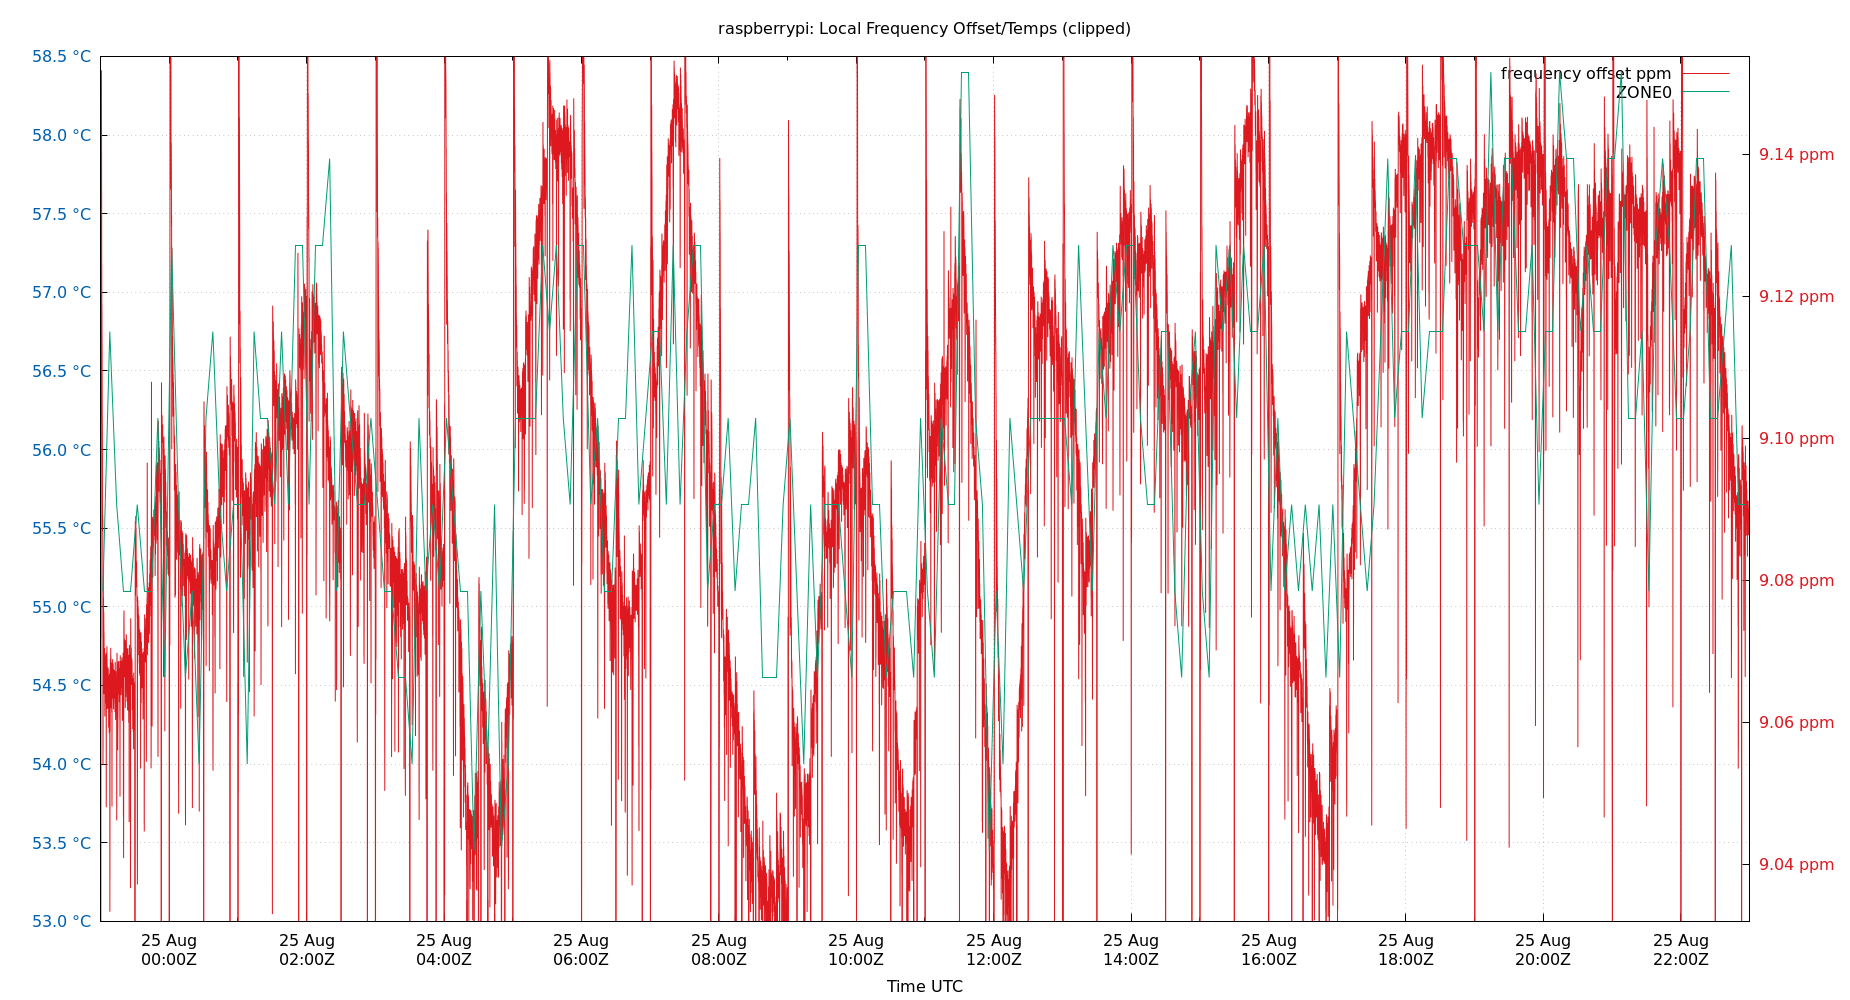 raspberrypi: Local Frequency Offset/Temps (clipped)
58.5 °C
58.0 °C
57.5 °C
57.0 °C
56.5 °C
56.0 °C
55.5 °C
55.0 °C
54.5 °C
54.0 °C
53.5 °C
53.0 °C
frequency offset ppm
ZONE0
9.14 ppm
9.12 ppm
9.10 ppm
9.08 ppm
9.06 ppm
9.04 ppm
25 Aug 25 Aug 25 Aug 25 Aug 25 Aug 25 Aug 25 Aug 25 Aug 25 Aug 25 Aug 25 Aug 25 Aug
00:00Z 02:00Z 04:00Z 06:00Z 08:00Z 10:00Z 12:00Z 14:00Z 16:00Z 18:00Z 20:00Z 22:00Z
Time UTC